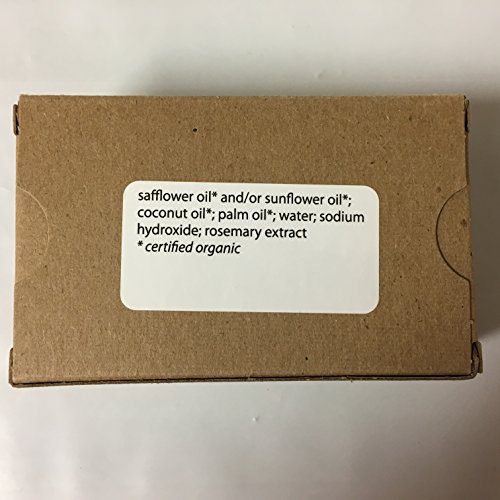 safflower oil* and/or sunflower oil*;
coconut oil*; palm oil*; water; sodium
hydroxide; rosemary extract
* certified organic